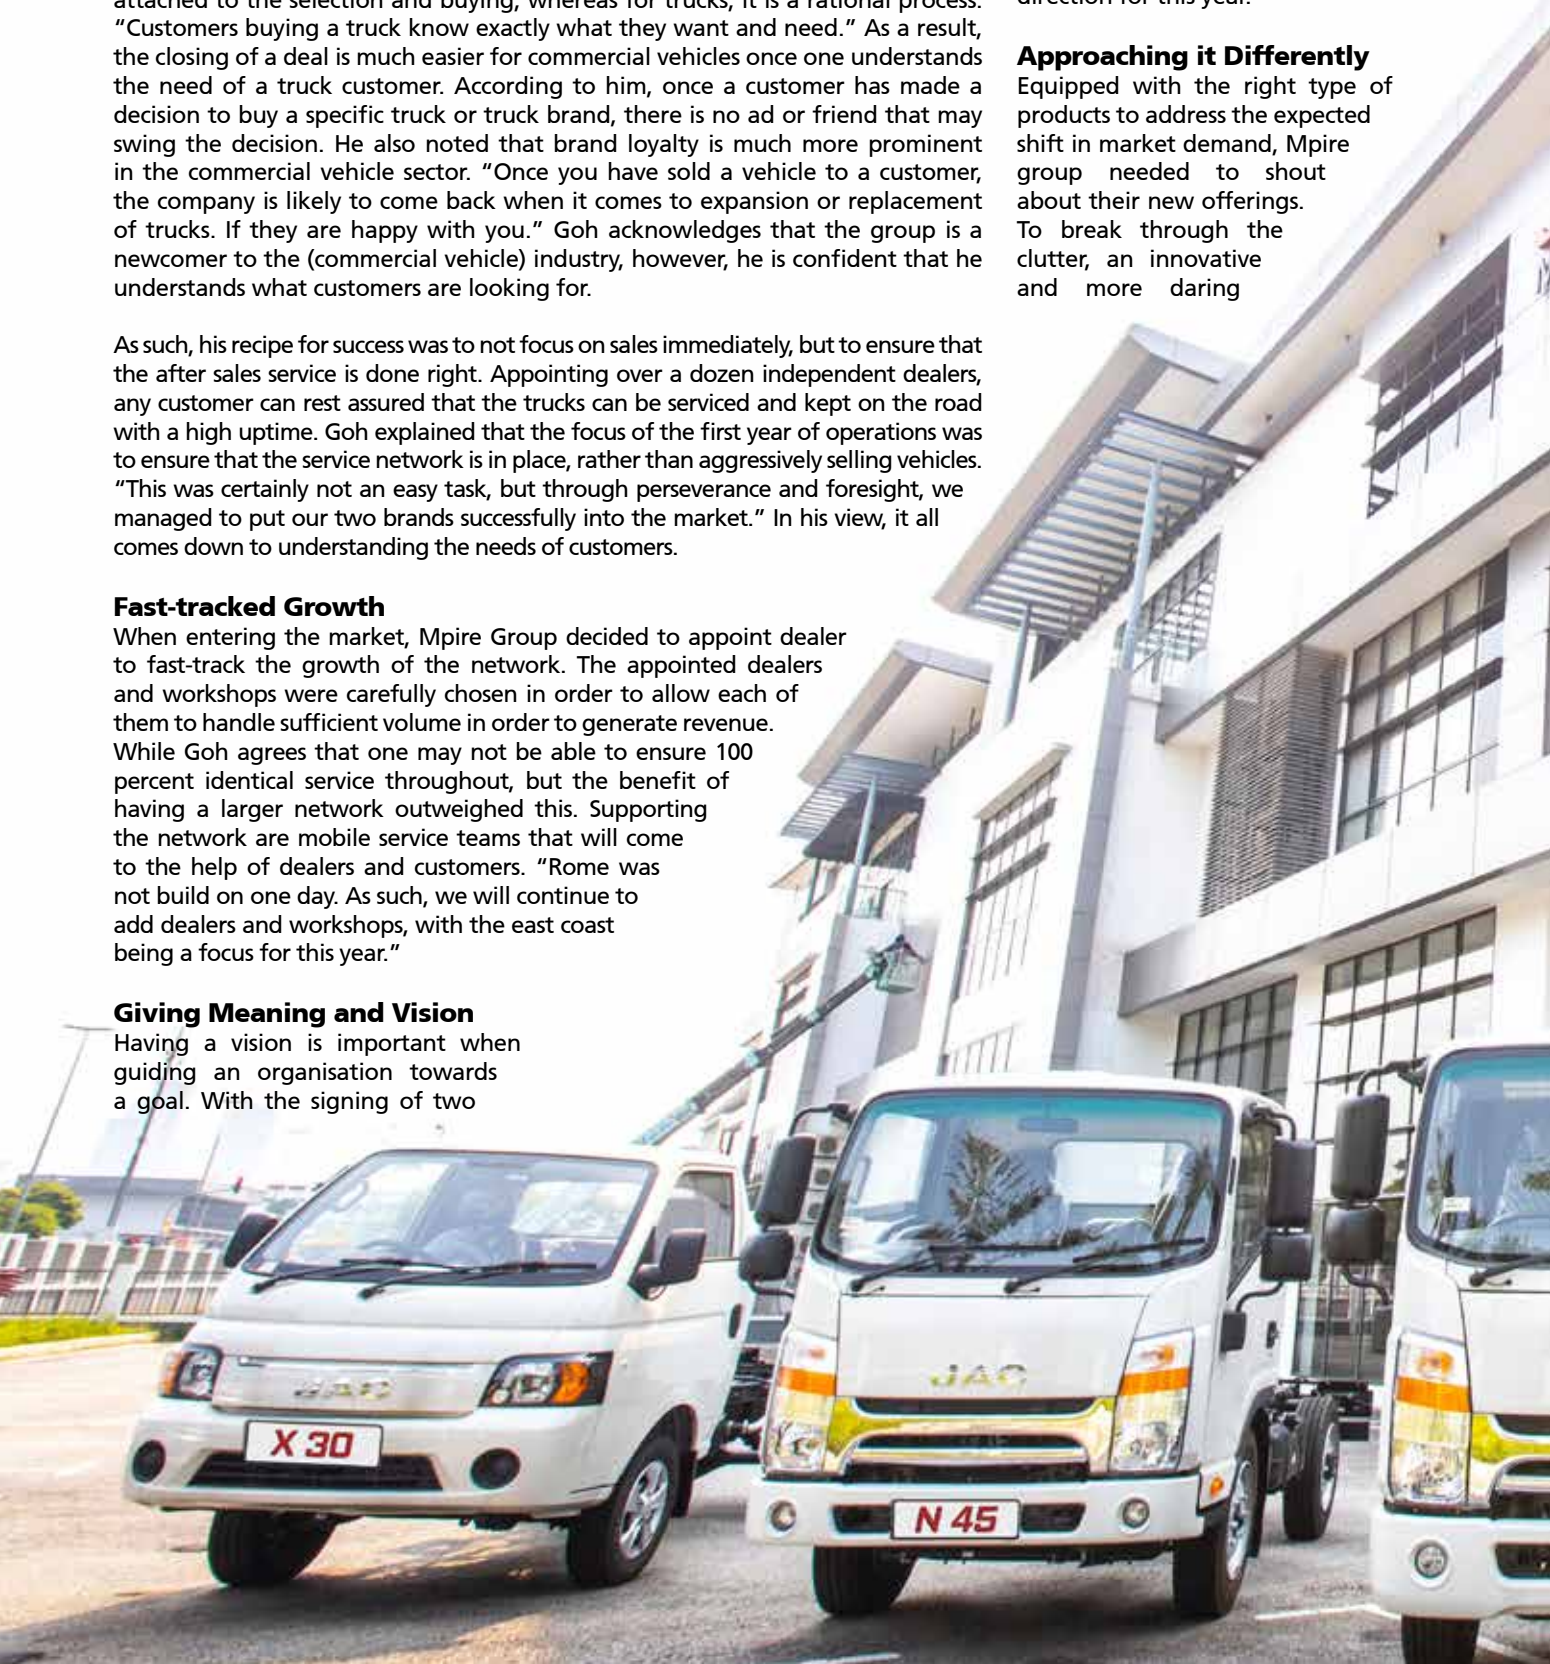 attached to the selection and buying, whereas for trucks, it is a rational process.
“Customers buying a truck know exactly what they want and need.” As a result,
the closing of a deal is much easier for commercial vehicles once one understands
the need of a truck customer. According to him, once a customer has made a
decision to buy a specific truck or truck brand, there is no ad or friend that may
swing the decision. He also noted that brand loyalty is much more prominent
in the commercial vehicle sector. “Once you have sold a vehicle to a customer,
the company is likely to come back when it comes to expansion or replacement
of trucks. If they are happy with you.” Goh acknowledges that the group is a
newcomer to the (commercial vehicle) industry, however, he is confident that he
understands what customers are looking for.
As such, his recipe for success was to not focus on sales immediately, but to ensure that
the after sales service is done right. Appointing over a dozen independent dealers,
any customer can rest assured that the trucks can be serviced and kept on the road
with a high uptime. Goh explained that the focus of the first year of operations was
to ensure that the service network is in place, rather than aggressively selling vehicles.
“This was certainly not an easy task, but through perseverance and foresight, we
managed to put our two brands successfully into the market.” In his view, it all
comes down to understanding the needs of customers.
Fast-tracked Growth
When entering the market, Mpire Group decided to appoint dealer
to fast-track the growth of the network. The appointed dealers
and workshops were carefully chosen in order to allow each of
them to handle sufficient volume in order to generate revenue.
While Goh agrees that one may not be able to ensure 100
percent identical service throughout, but the benefit of
having a larger network outweighed this. Supporting
the network are mobile service teams that will come
to the help of dealers and customers. “Rome was
not build on one day. As such, we will continue to
add dealers and workshops, with the east coast
being a focus for this year.”
Giving Meaning and Vision
Having a vision is important when
guiding an organisation towards
a goal. With the signing of two
direction for this year.
Approaching it Differently
Equipped with the right type of
products to address the expected
shift in market demand, Mpire
group needed to shout
about their new offerings.
To break through the
clutter, an innovative
and more daring
JAC
X 30
JAC
N 45